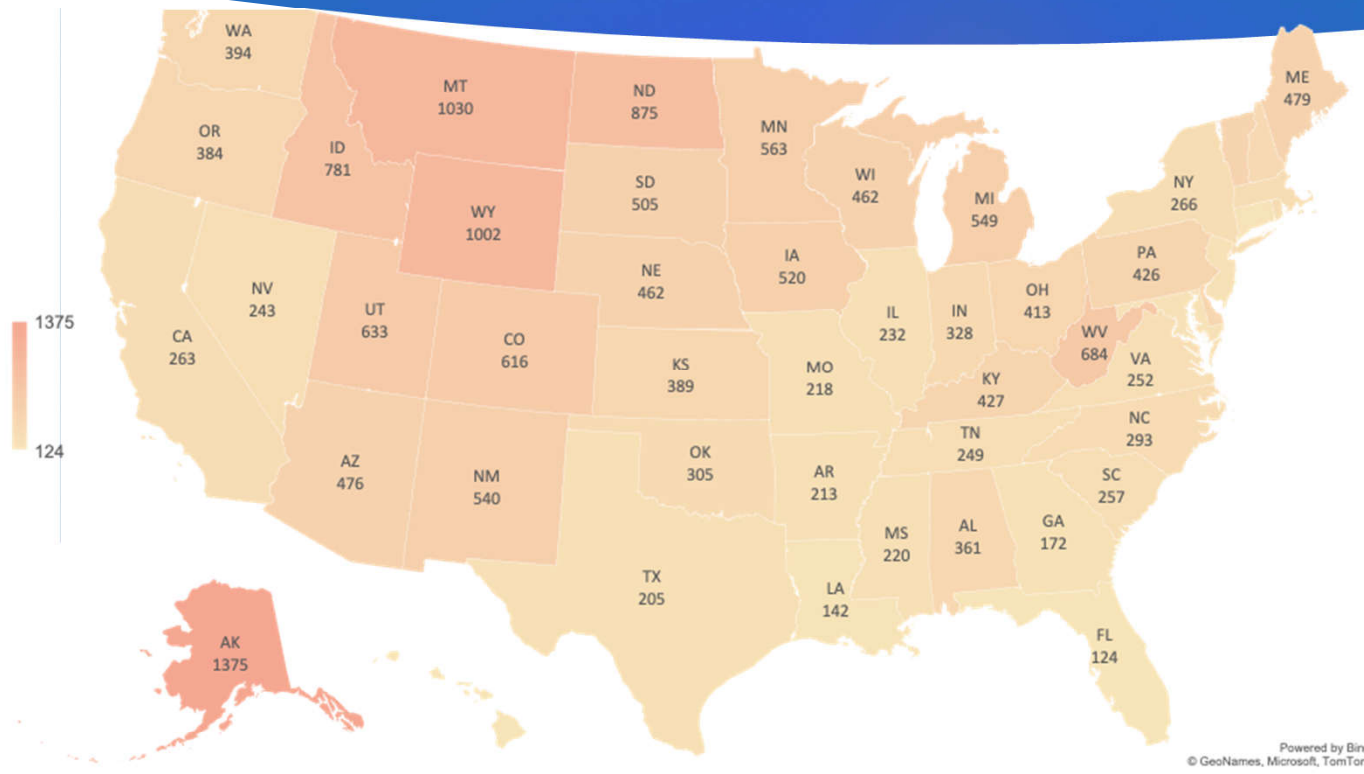 WA
394
MT
1030
ND
875
ME
479
OR
384
ID
781
MN
563
WI
462
SD
505
MI
549
NY
266
WY
1002
NE
462
IA
520
PA
426
NV
243
UT
633
CO
616
IL
232
IN
328
OH
413
WV
684
1375
CA
263
KS
389
MO
218
KY
427
VA
252
124
AZ
476
NM
540
OK
305
AR
213
TN
249
NC
293
SC
257
MS
220
AL
361
GA
172
TX
205
LA
142
AK
1375
FL
124
Powered by Bin
© GeoNames, Microsoft, TomTom